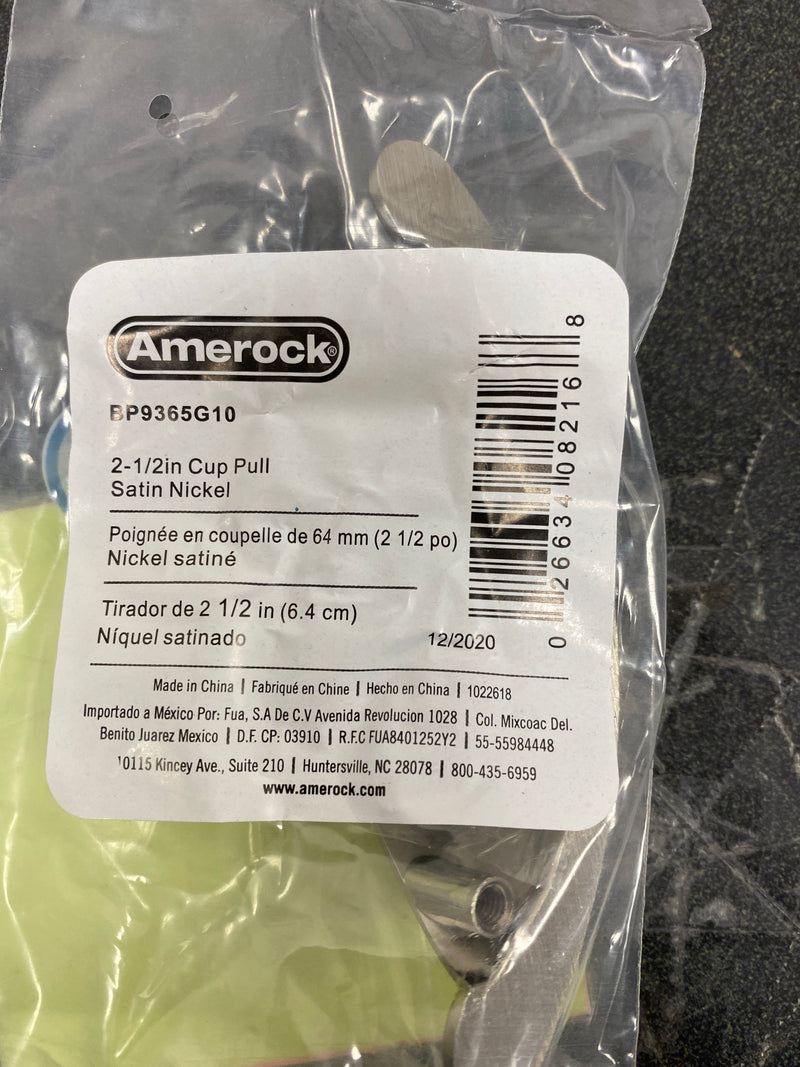 Amerock®
BP9365G10
2-1/2in Cup Pull
Satin Nickel
Poignée en coupelle de 64 mm (2 1/2 po)
Nickel satiné
Tirador de 2 1/2 in (6.4 cm)
Níquel satinado
12/2020
0 26634 08216 8
Made in China | Fabriqué en Chine | Hecho en China | 1022618
Importado a México Por: Fua, S.A De C.V Avenida Revolucion 1028 | Col. Mixcoac Del.
Benito Juarez Mexico | D.F. CP: 03910 | R.F.C FUA8401252Y2 | 55-55984448
10115 Kincey Ave., Suite 210 | Huntersville, NC 28078 | 800-435-6959
www.amerock.com